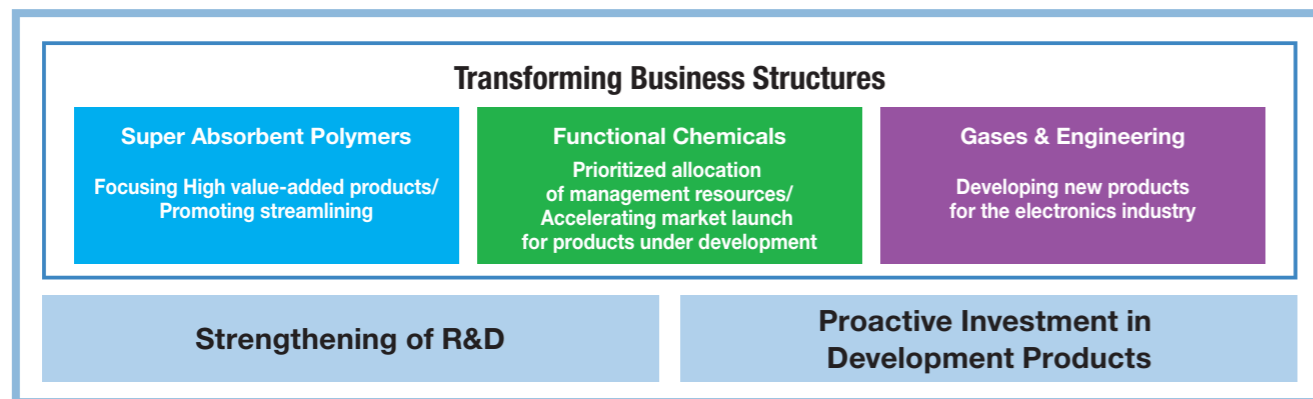 Transforming Business Structures
Super Absorbent Polymers
Focusing High value-added products/
Promoting streamlining
Functional Chemicals
Prioritized allocation
of management resources/
Accelerating market launch
for products under development
Gases & Engineering
Developing new products
for the electronics industry
Strengthening of R&D
Proactive Investment in
Development Products